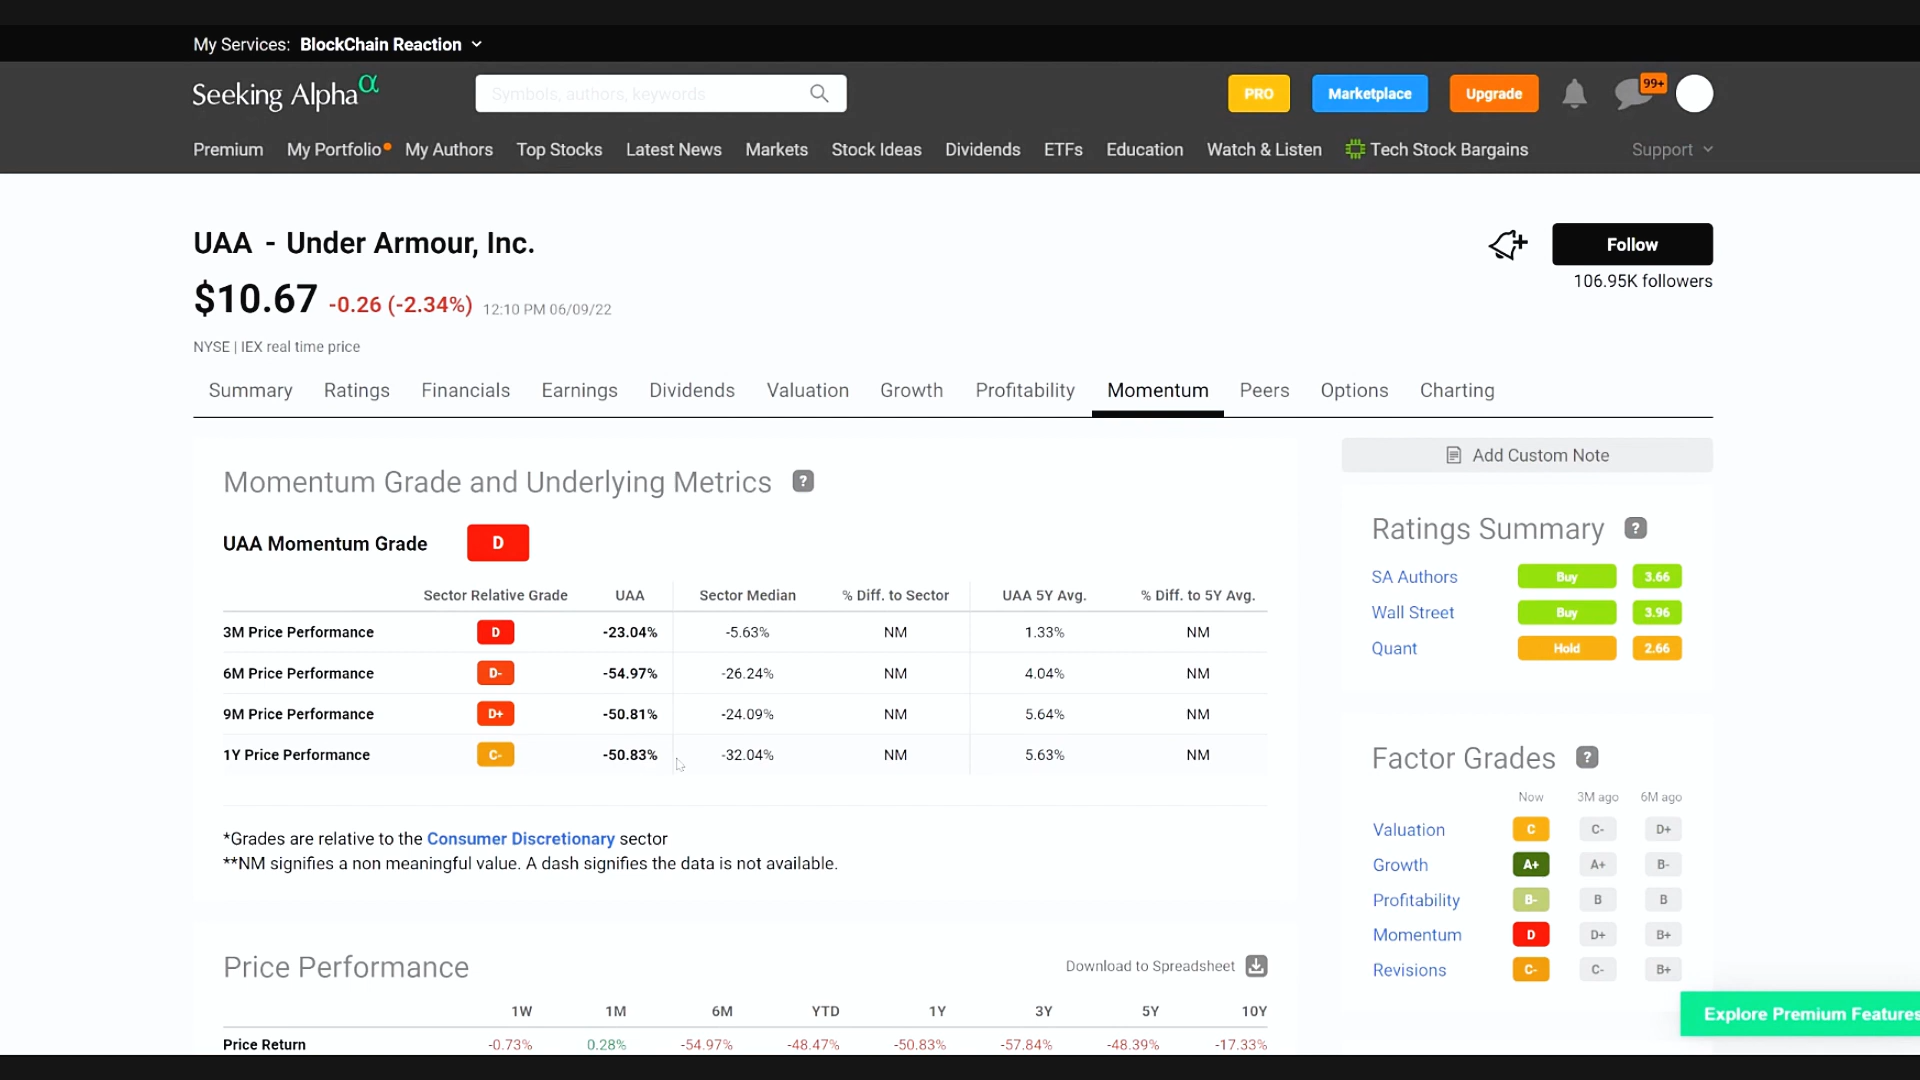 My Services: BlockChain Reaction
Seeking Alpha α
Symbols, authors, keywords
PRO
Marketplace
Upgrade
99+
Premium My Portfolio My Authors Top Stocks Latest News Markets Stock Ideas Dividends ETFs Education Watch & Listen Tech Stock Bargains Support
UAA - Under Armour, Inc.
Follow
$10.67 -0.26 (-2.34%) 12:10 PM 06/09/22
106.95K followers
NYSE | IEX real time price
Summary Ratings Financials Earnings Dividends Valuation Growth Profitability Momentum Peers Options Charting
Momentum Grade and Underlying Metrics ?
UAA Momentum Grade D
Sector Relative Grade UAA Sector Median % Diff. to Sector UAA 5Y Avg. % Diff. to 5Y Avg.
3M Price Performance D -23.04% -5.63% NM 1.33% NM
6M Price Performance D- -54.97% -26.24% NM 4.04% NM
9M Price Performance D+ -50.81% -24.09% NM 5.64% NM
1Y Price Performance C- -50.83% -32.04% NM 5.63% NM
*Grades are relative to the Consumer Discretionary sector
**NM signifies a non meaningful value. A dash signifies the data is not available.
Price Performance
Download to Spreadsheet
1W 1M 6M YTD 1Y 3Y 5Y 10Y
Price Return -0.73% 0.28% -54.97% -48.47% -50.83% -57.84% -48.39% -17.33%
Add Custom Note
Ratings Summary ?
SA Authors Buy 3.66
Wall Street Buy 3.96
Quant Hold 2.66
Factor Grades ?
Now 3M ago 6M ago
Valuation C C- D+
Growth A+ A+ B-
Profitability B- B B
Momentum D D+ B+
Revisions C- C- B+
Explore Premium Features